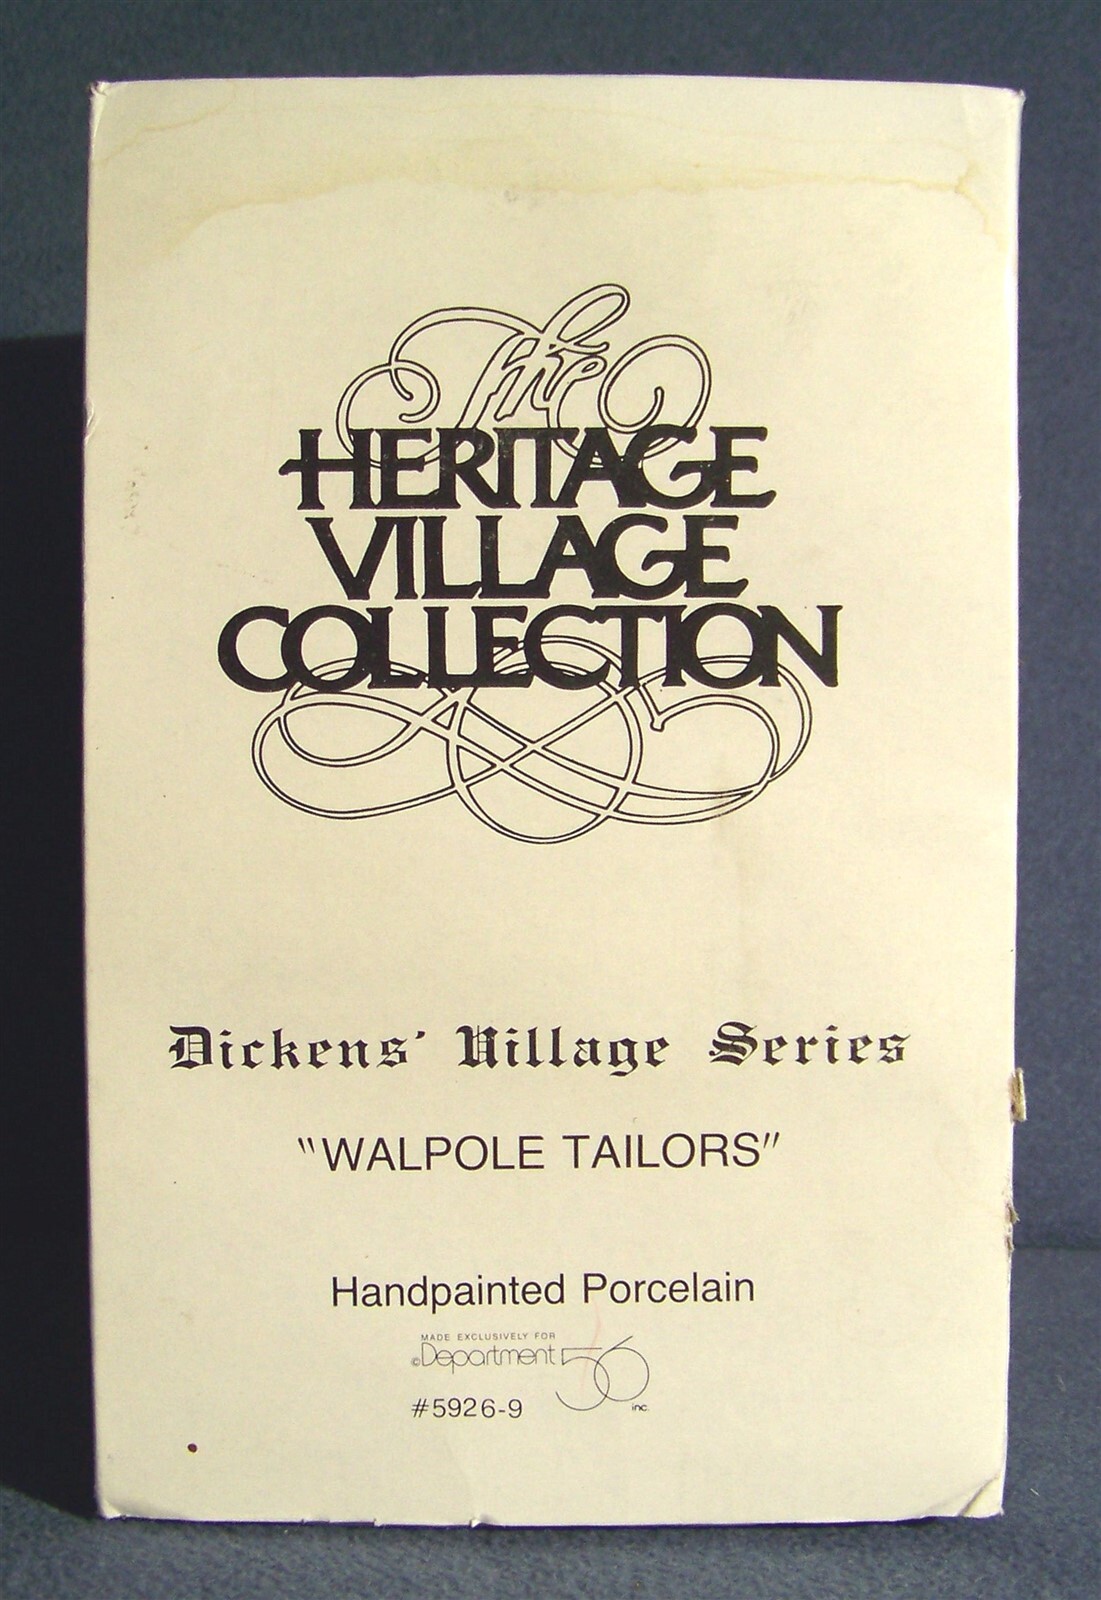 The
HERITAGE
VILLAGE
COLLECTION
Dickens' Village Series
"WALPOLE TAILORS"
Handpainted Porcelain
MADE EXCLUSIVELY FOR
©Department 56
inc.
#5926-9